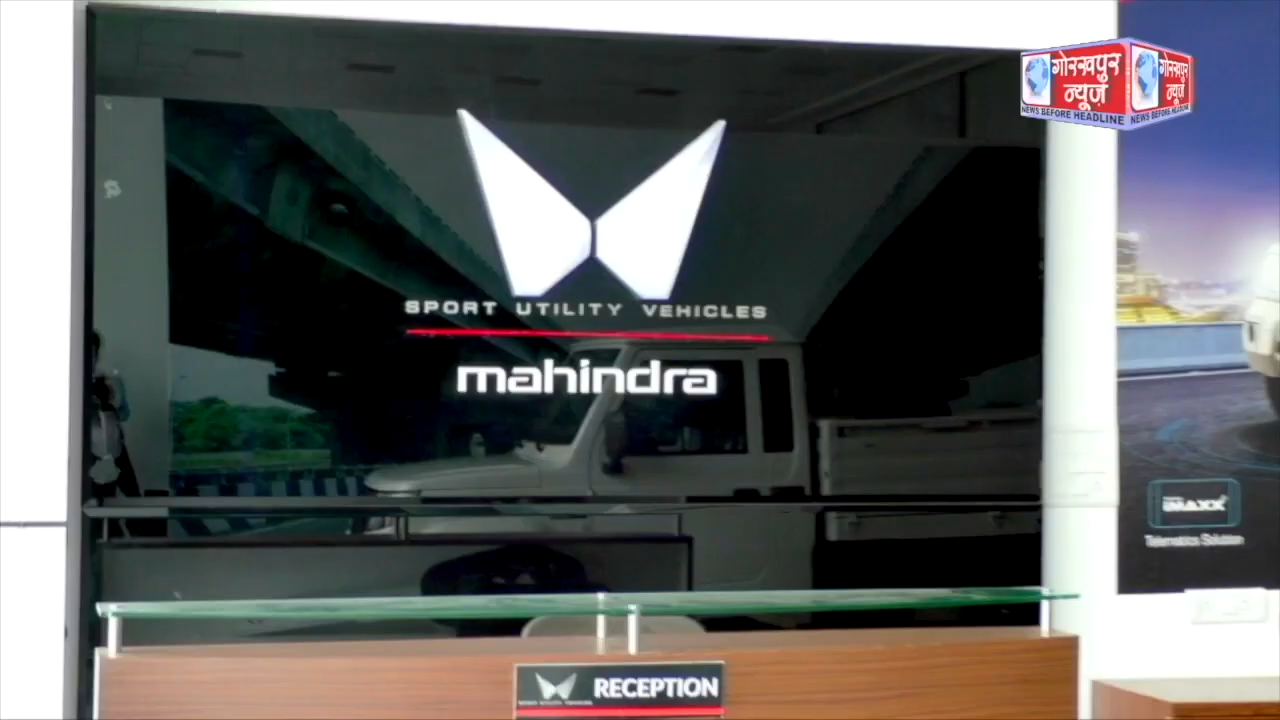 गोरखपुर
न्यूज़
NEWS BEFORE HEADLINE
गोरखपुर
न्यूज़
NEWS BEFORE HEADLINE
SPORT UTILITY VEHICLES
mahindra
iMAXX
Telematics Solution
RECEPTION